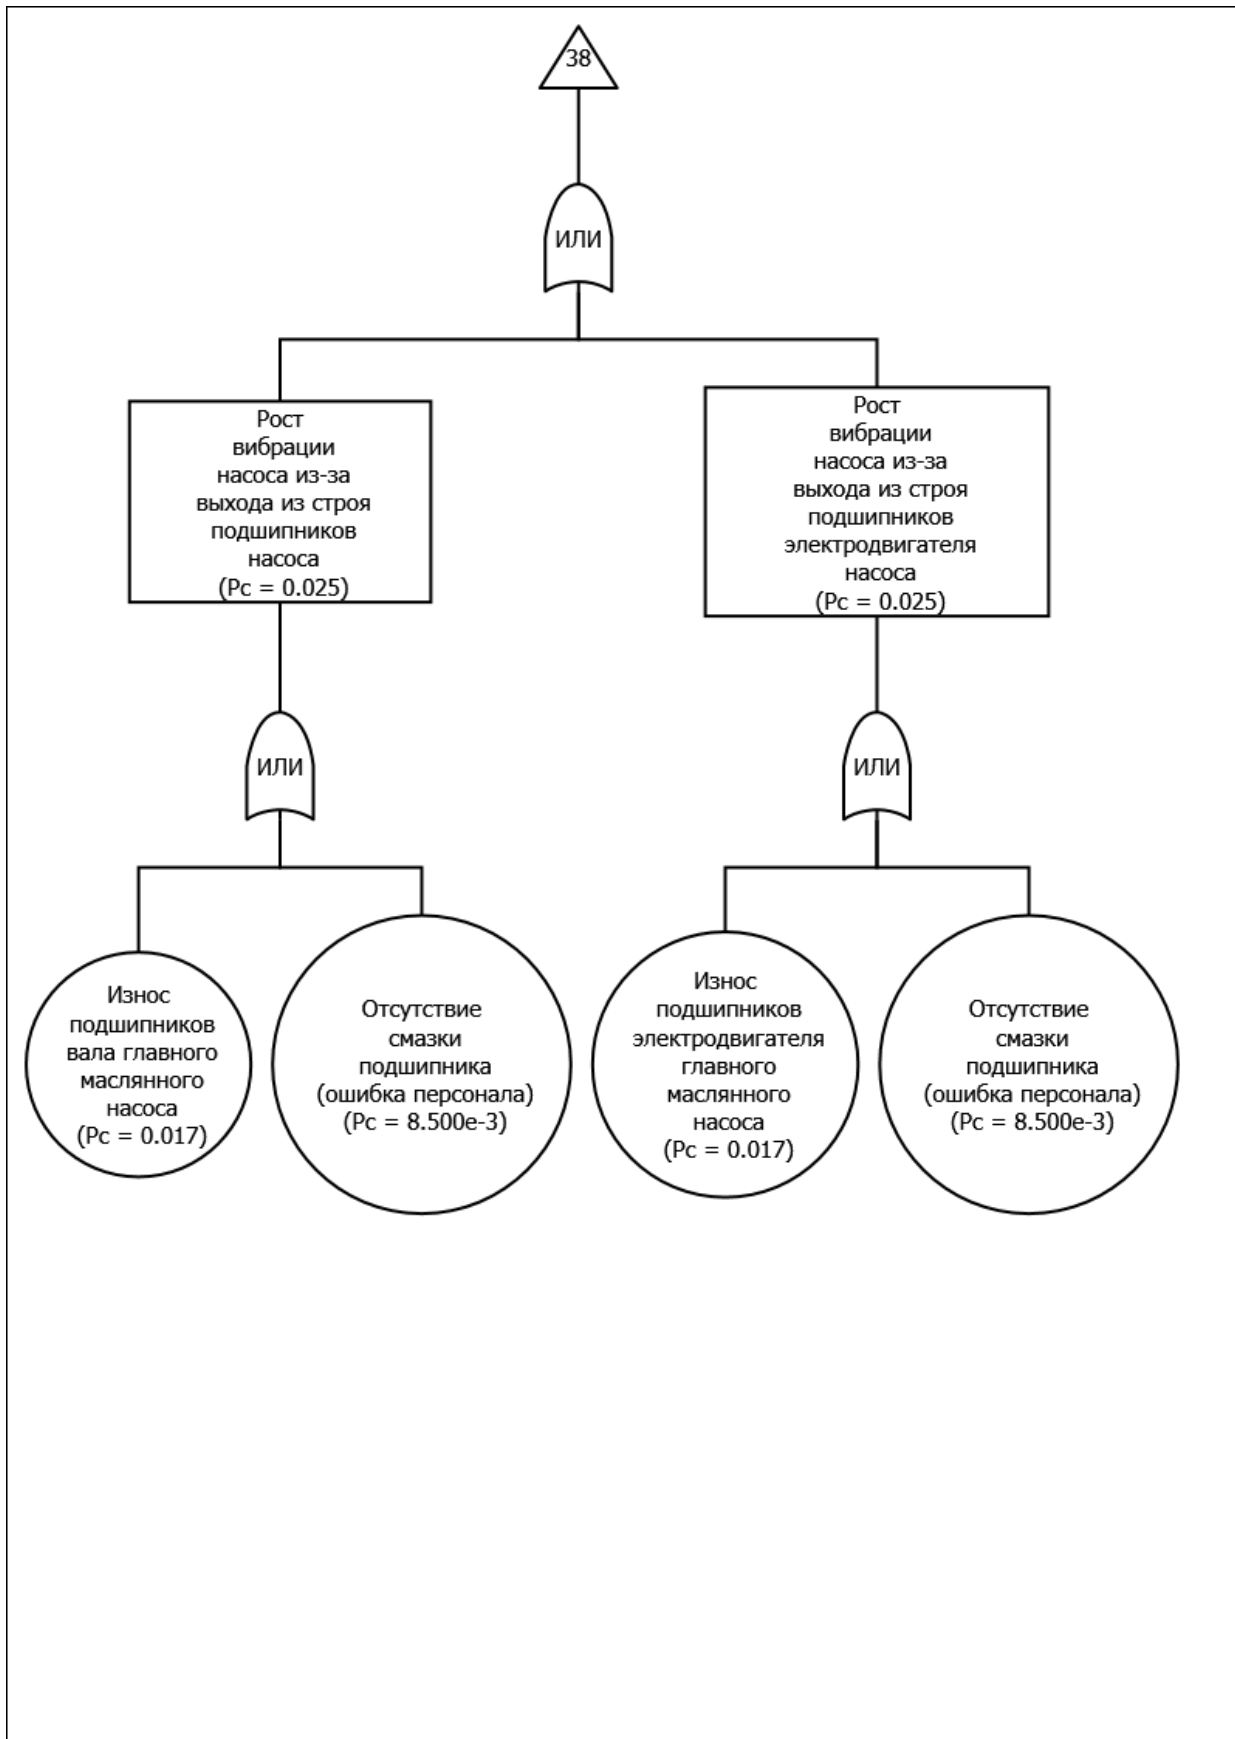 38
ИЛИ
Рост
вибрации
насоса из-за
выхода из строя
подшипников
насоса
(Pc = 0.025)
Рост
вибрации
насоса из-за
выхода из строя
подшипников
электродвигателя
насоса
(Pc = 0.025)
ИЛИ
ИЛИ
Износ
подшипников
вала главного
маслянного
насоса
(Pc = 0.017)
Отсутствие
смазки
подшипника
(ошибка персонала)
(Pc = 8.500e-3)
Износ
подшипников
электродвигателя
главного
маслянного
насоса
(Pc = 0.017)
Отсутствие
смазки
подшипника
(ошибка персонала)
(Pc = 8.500e-3)